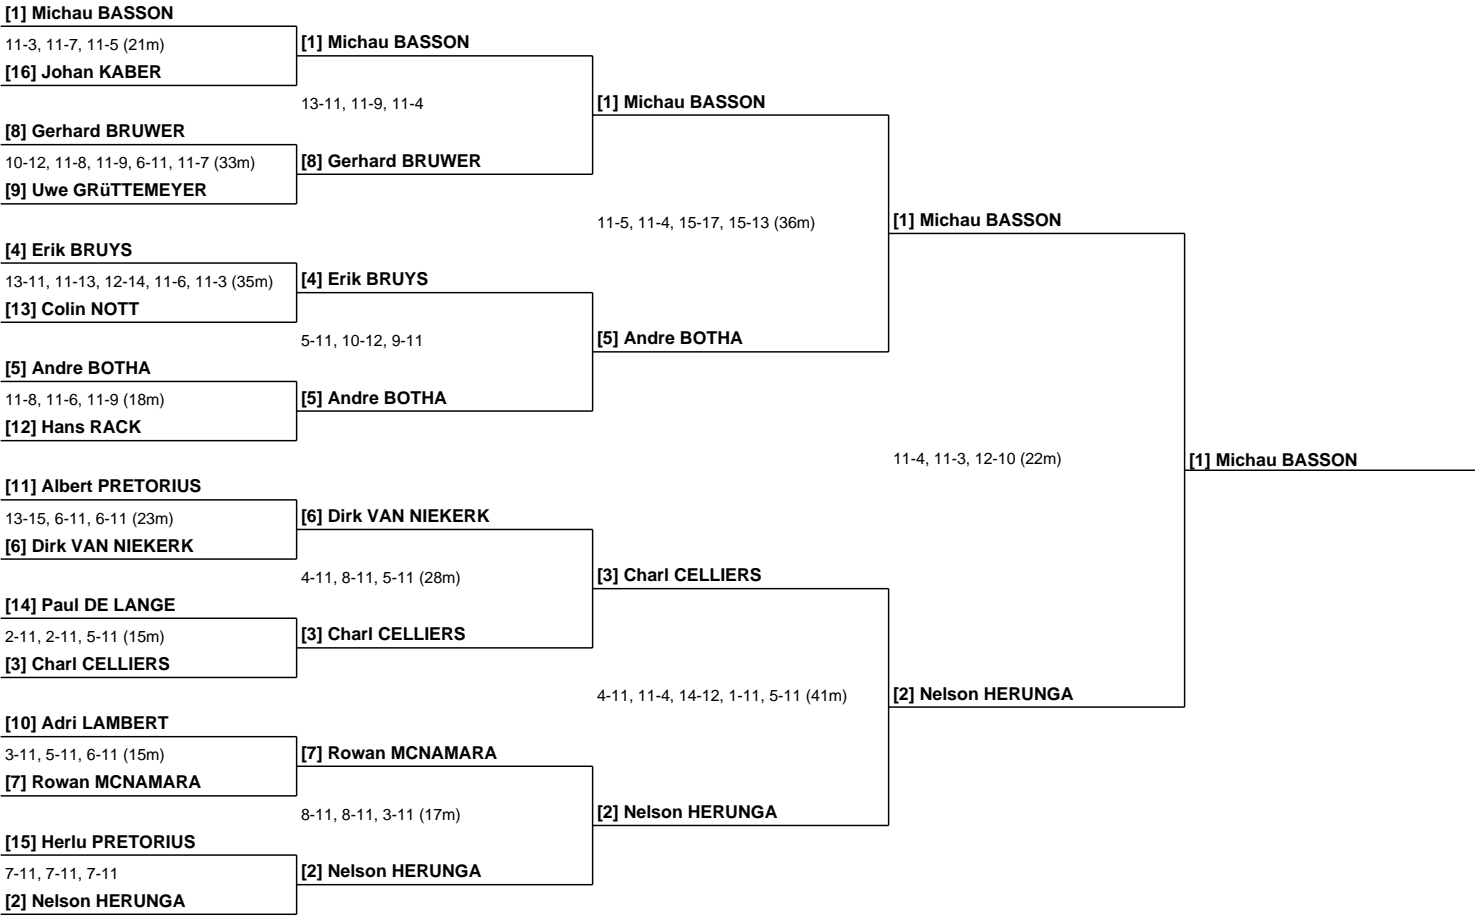 [1] Michau BASSON
11-3, 11-7, 11-5 (21m)
[16] Johan KABER
[8] Gerhard BRUWER
10-12, 11-8, 11-9, 6-11, 11-7 (33m)
[9] Uwe GRüTTEMEYER
[4] Erik BRUYS
13-11, 11-13, 12-14, 11-6, 11-3 (35m)
[13] Colin NOTT
[5] Andre BOTHA
11-8, 11-6, 11-9 (18m)
[12] Hans RACK
[11] Albert PRETORIUS
13-15, 6-11, 6-11 (23m)
[6] Dirk VAN NIEKERK
[14] Paul DE LANGE
2-11, 2-11, 5-11 (15m)
[3] Charl CELLIERS
[10] Adri LAMBERT
3-11, 5-11, 6-11 (15m)
[7] Rowan MCNAMARA
[15] Herlu PRETORIUS
7-11, 7-11, 7-11
[2] Nelson HERUNGA
[1] Michau BASSON
13-11, 11-9, 11-4
[8] Gerhard BRUWER
[4] Erik BRUYS
5-11, 10-12, 9-11
[5] Andre BOTHA
[6] Dirk VAN NIEKERK
4-11, 8-11, 5-11 (28m)
[3] Charl CELLIERS
[7] Rowan MCNAMARA
8-11, 8-11, 3-11 (17m)
[2] Nelson HERUNGA
[1] Michau BASSON
11-5, 11-4, 15-17, 15-13 (36m)
[5] Andre BOTHA
[3] Charl CELLIERS
4-11, 11-4, 14-12, 1-11, 5-11 (41m)
[2] Nelson HERUNGA
[1] Michau BASSON
11-4, 11-3, 12-10 (22m)
[2] Nelson HERUNGA
[1] Michau BASSON